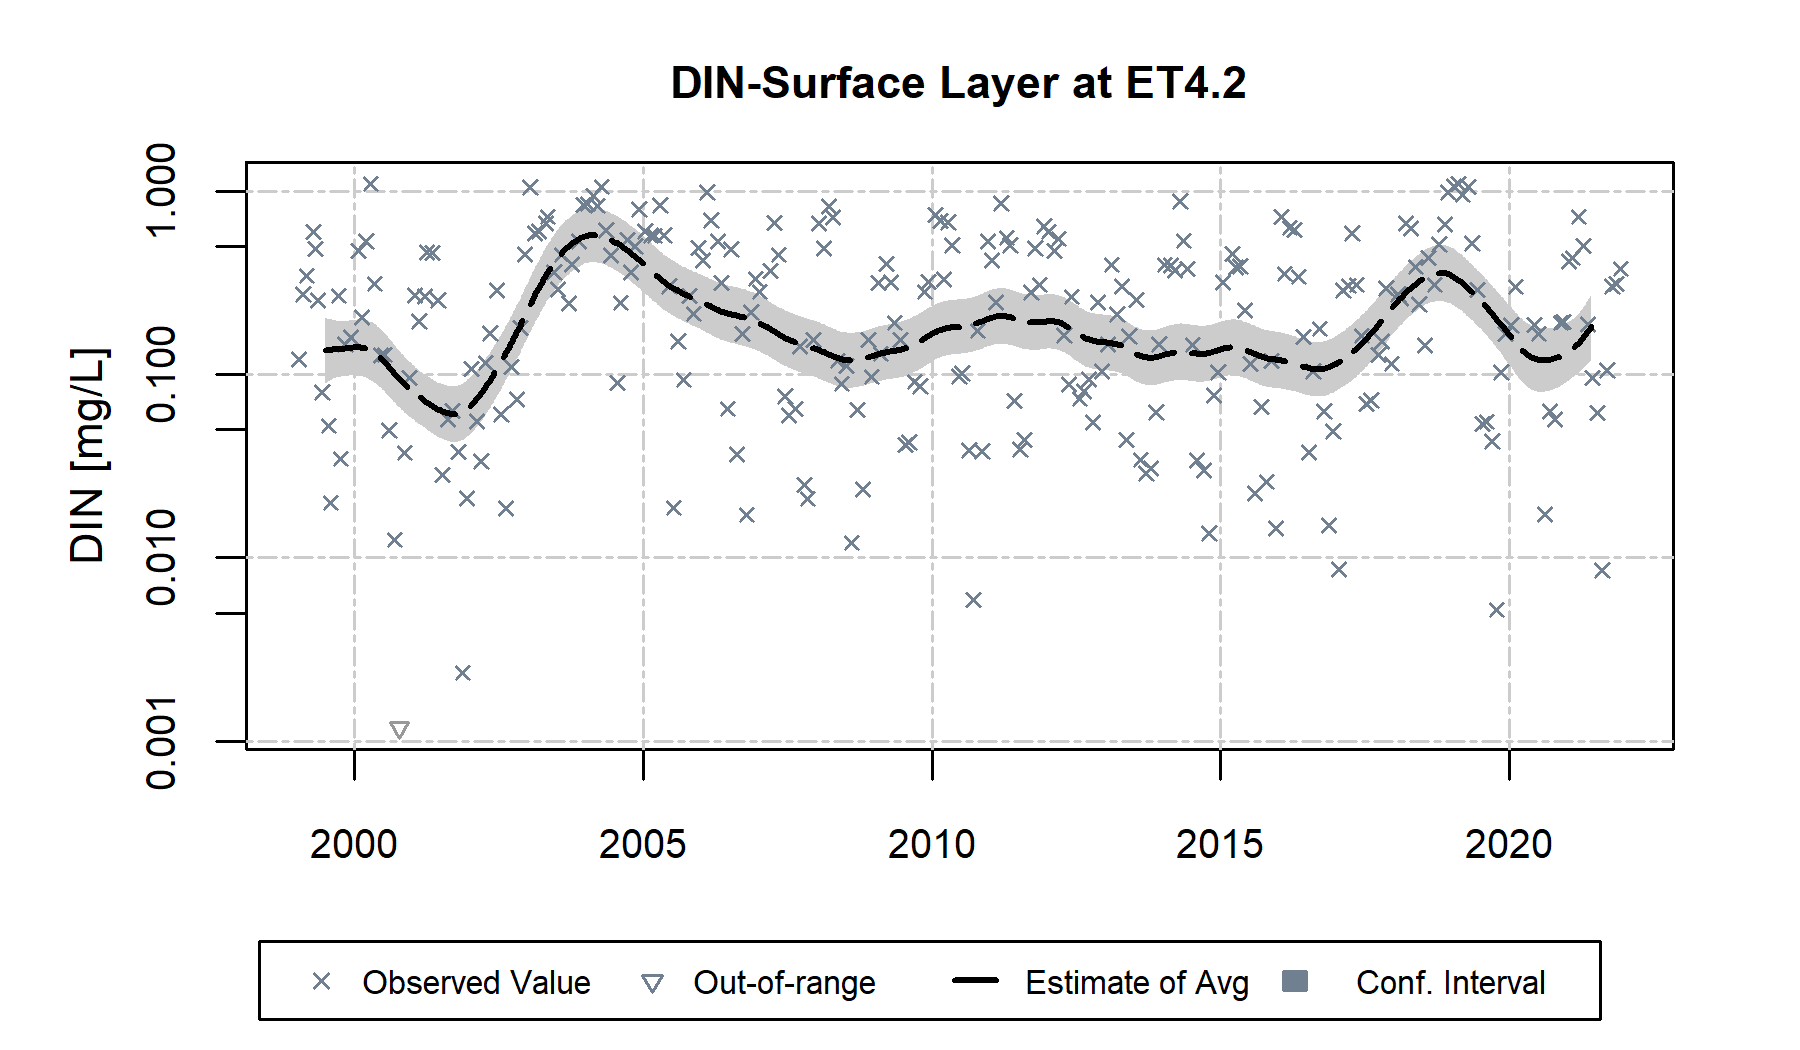 DIN-Surface Layer at ET4.2
DIN [mg/L]
1.000
0.100
0.010
0.001
2000 2005 2010 2015 2020
Observed Value Out-of-range Estimate of Avg Conf. Interval